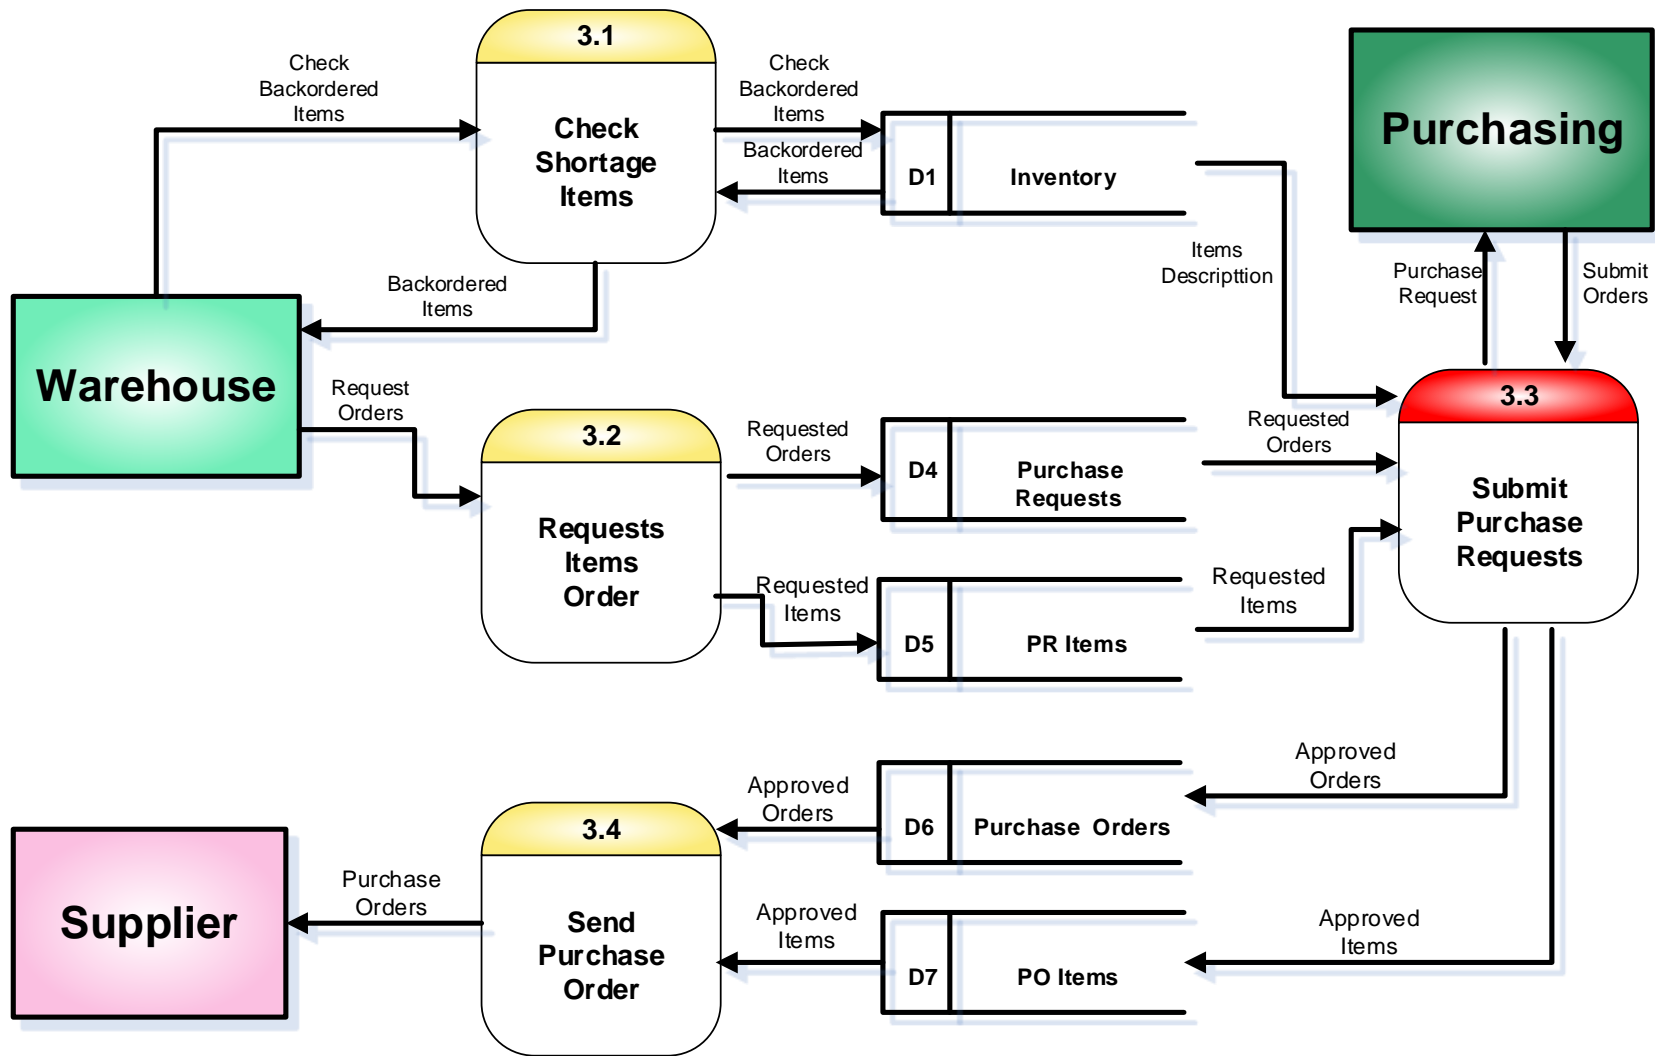 3.1
Check
Shortage
Items
Check
Backordered
Items
Check
Backordered
Items
Backordered
Items
D1
Inventory
Purchasing
Items
Descripttion
Purchase
Request
Submit
Orders
Backordered
Items
Warehouse
Request
Orders
3.2
Requests
Items
Order
Requested
Orders
D4
Purchase
Requests
Requested
Orders
3.3
Submit
Purchase
Requests
Requested
Items
D5
PR Items
Requested
Items
Approved
Orders
Approved
Orders
D6
Purchase Orders
3.4
Send
Purchase
Order
Supplier
Purchase
Orders
Approved
Items
D7
PO Items
Approved
Items